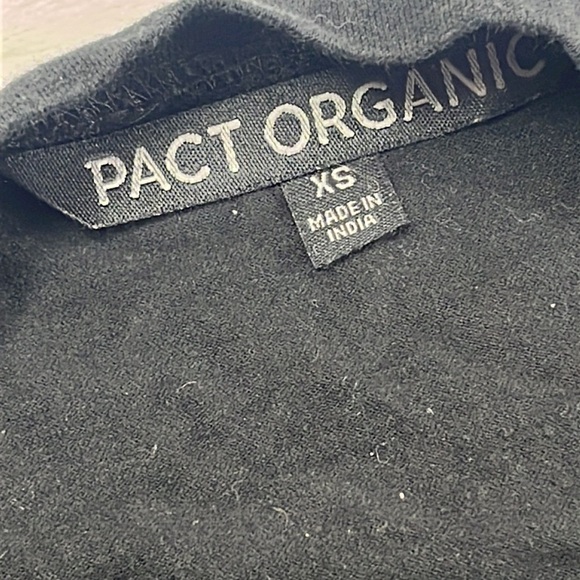 PACT ORGANIC
XS
MADE IN
INDIA